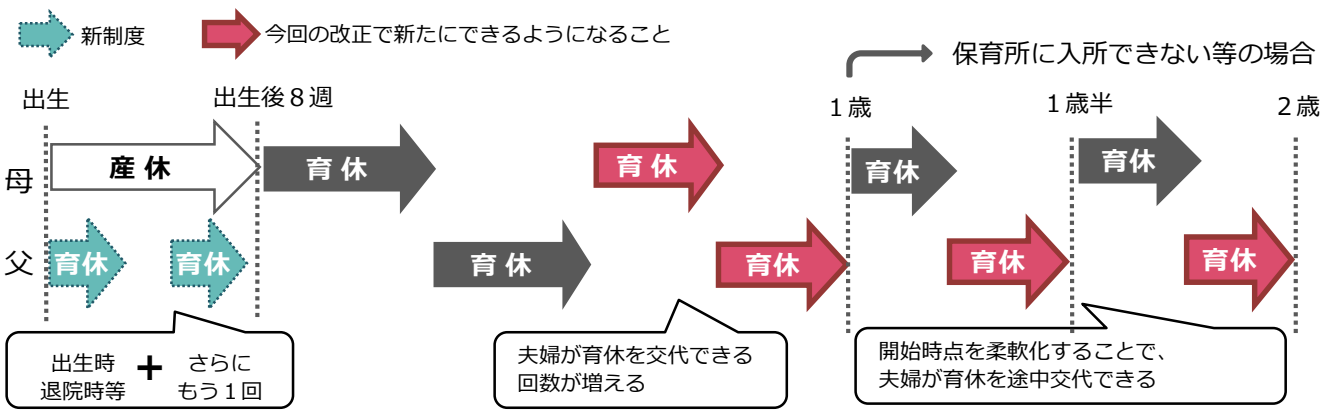 新制度
今回の改正で新たにできるようになること
保育所に入所できない等の場合
出生
出生後８週
１歳
１歳半
２歳
母
産休
育休
育休
育休
育休
父
育休
育休
育休
育休
育休
育休
出生時
退院時等
＋
さらに
もう１回
夫婦が育休を交代できる
回数が増える
開始時点を柔軟化することで、
夫婦が育休を途中交代できる